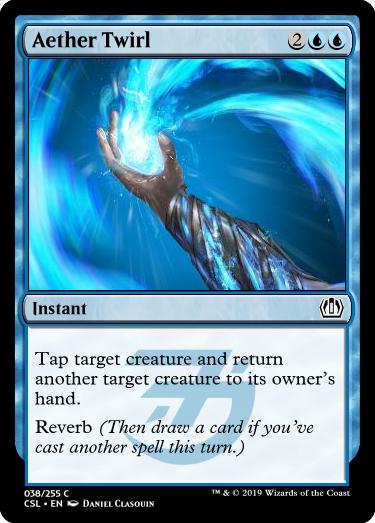 Aether Twirl 2
Instant
Tap target creature and return
another target creature to its owner's
hand.
Reverb (Then draw a card if you've
cast another spell this turn.)
038/255 C
CSL • EN Daniel Clasouin
™ & © 2019 Wizards of the Coast